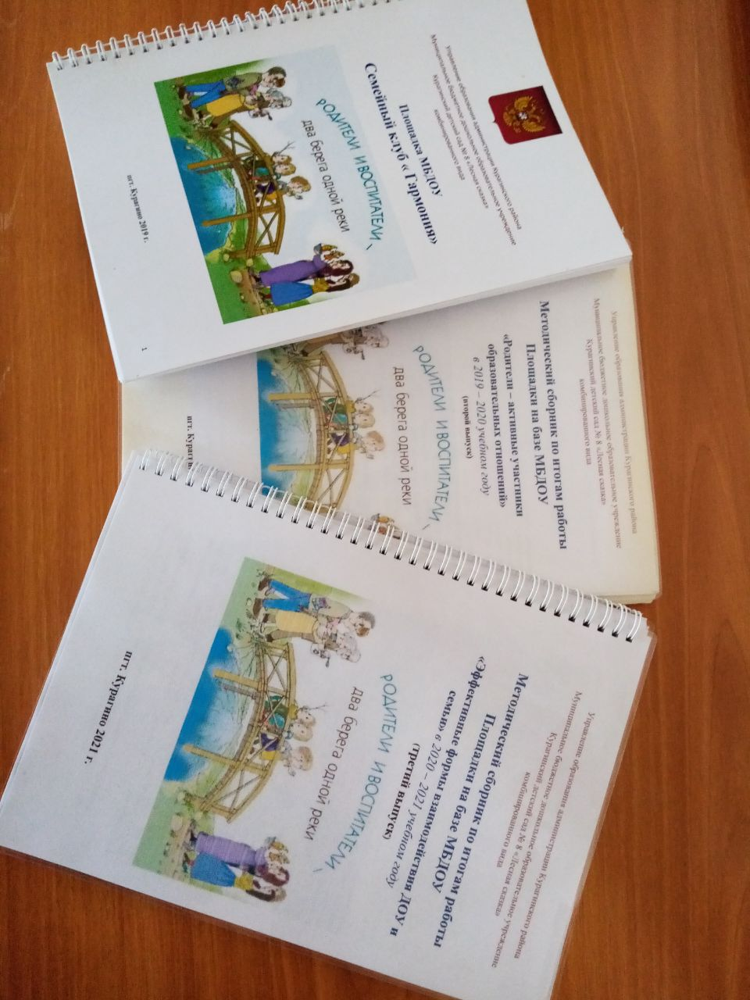 Управление образования администрации Курагинского района
Муниципальное бюджетное дошкольное образовательное учреждение
Курагинский детский сад № 8 «Лесная сказка»
комбинированного вида
Площадка МБДОУ
Семейный клуб « Гармония»
РОДИТЕЛИ И ВОСПИТАТЕЛИ,
два берега одной реки
пгт. Курагино 2019 г.
1
Управление образования администрации Курагинского района
Муниципальное бюджетное дошкольное образовательное учреждение
Курагинский детский сад № 8 «Лесная сказка»
комбинированного вида
Методический сборник по итогам работы
Площадки на базе МБДОУ
«Родители – активные участники
образовательных отношений»
в 2019 – 2020 учебном году
(второй выпуск)
РОДИТЕЛИ И ВОСПИТАТЕЛИ,
два берега одной реки
пгт.
Управление образования администрации Курагинского района
Муниципальное бюджетное дошкольное образовательное учреждение
Курагинский детский сад № 8 «Лесная сказка»
комбинированного вида
Методический сборник по итогам работы
Площадки на базе МБДОУ
«Эффективные формы взаимодействия ДОУ и
семьи» в 2020 – 2021 учебном году
(третий выпуск)
РОДИТЕЛИ И ВОСПИТАТЕЛИ,
два берега одной реки
пгт. Курагино 2021 г.